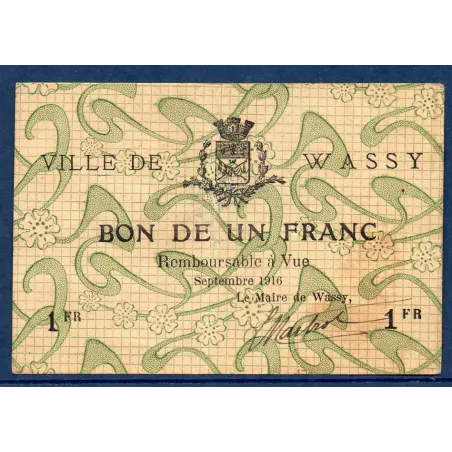 VILLE DE WASSY
BON DE UN FRANC
Remboursable à Vue
Septembre 1916
Le Maire de Wassy,
1 FR 1 FR